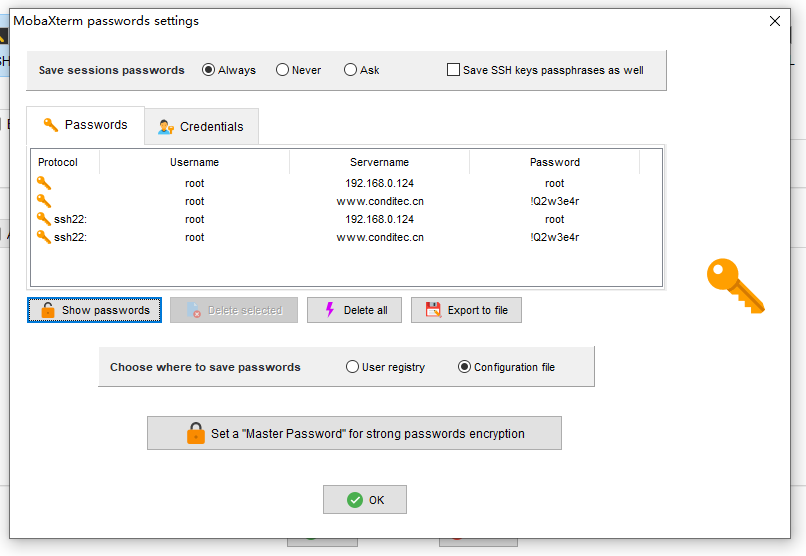 MobaXterm passwords settings
Save sessions passwords Always Never Ask Save SSH keys passphrases as well
Passwords Credentials
Protocol Username Servername Password
root 192.168.0.124 root
root www.conditec.cn !Q2w3e4r
ssh22: root 192.168.0.124 root
ssh22: root www.conditec.cn !Q2w3e4r
Show passwords Delete selected Delete all Export to file
Choose where to save passwords User registry Configuration file
Set a "Master Password" for strong passwords encryption
OK